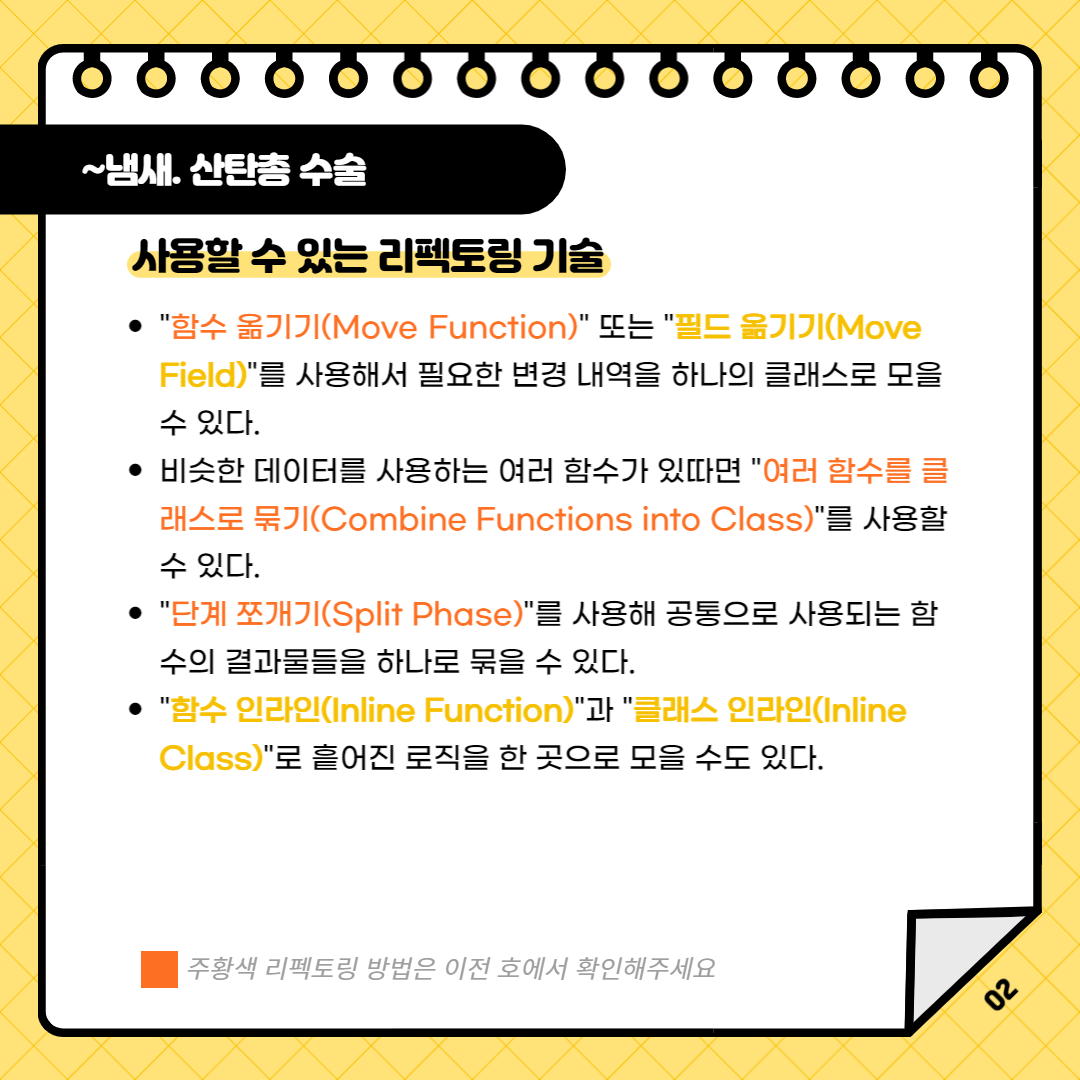 ~냄새. 산탄총 수술
사용할 수 있는 리펙토링 기술
• "함수 옮기기(Move Function)" 또는 "필드 옮기기(Move
Field)"를 사용해서 필요한 변경 내역을 하나의 클래스로 모을
수 있다.
• 비슷한 데이터를 사용하는 여러 함수가 있따면 "여러 함수를 클
래스로 묶기(Combine Functions into Class)"를 사용할
수 있다.
• "단계 쪼개기(Split Phase)"를 사용해 공통으로 사용되는 함
수의 결과물들을 하나로 묶을 수 있다.
• "함수 인라인(Inline Function)"과 "클래스 인라인(Inline
Class)"로 흩어진 로직을 한 곳으로 모을 수도 있다.
주황색 리펙토링 방법은 이전 호에서 확인해주세요
02